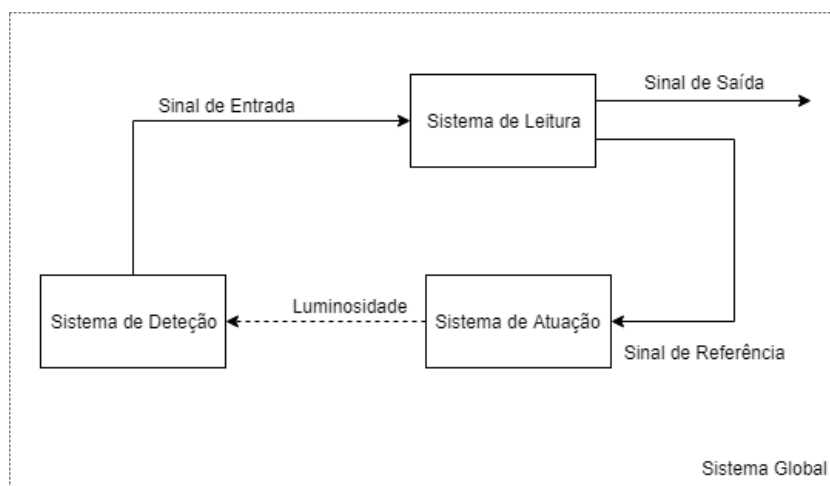 Sinal de Saída
Sinal de Entrada
Sistema de Leitura
Luminosidade
Sistema de Deteção
Sistema de Atuação
Sinal de Referência
Sistema Global